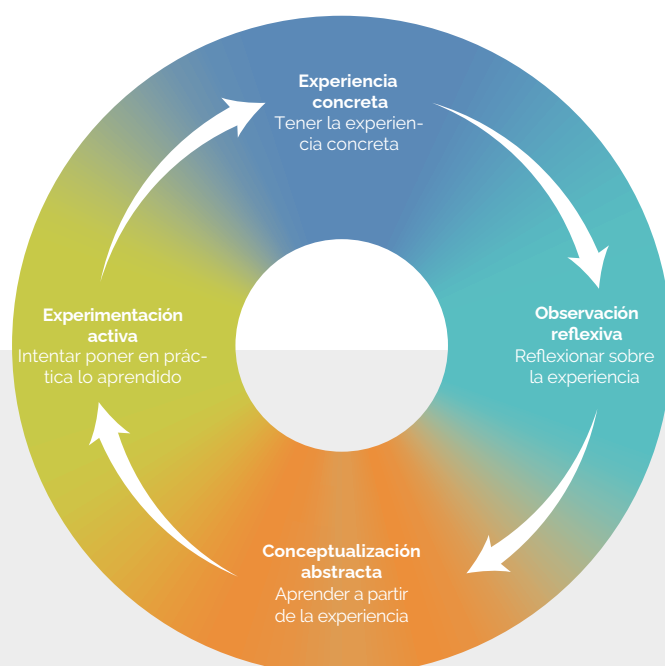 Experiencia
concreta
Tener la experien-
cia concreta
Observación
reflexiva
Reflexionar sobre
la experiencia
Conceptualización
abstracta
Aprender a partir
de la experiencia
Experimentación
activa
Intentar poner en prác-
tica lo aprendido